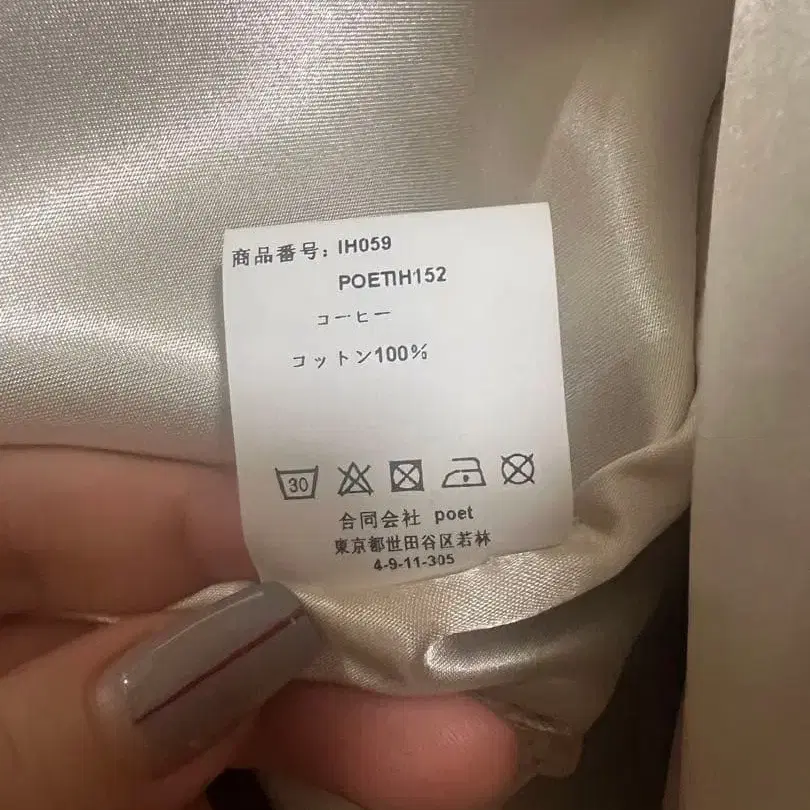 商品番号: IH059
POETIH152
コーヒー
コットン100%
30
合同会社 poet
東京都世田谷区若林
4-9-11-305